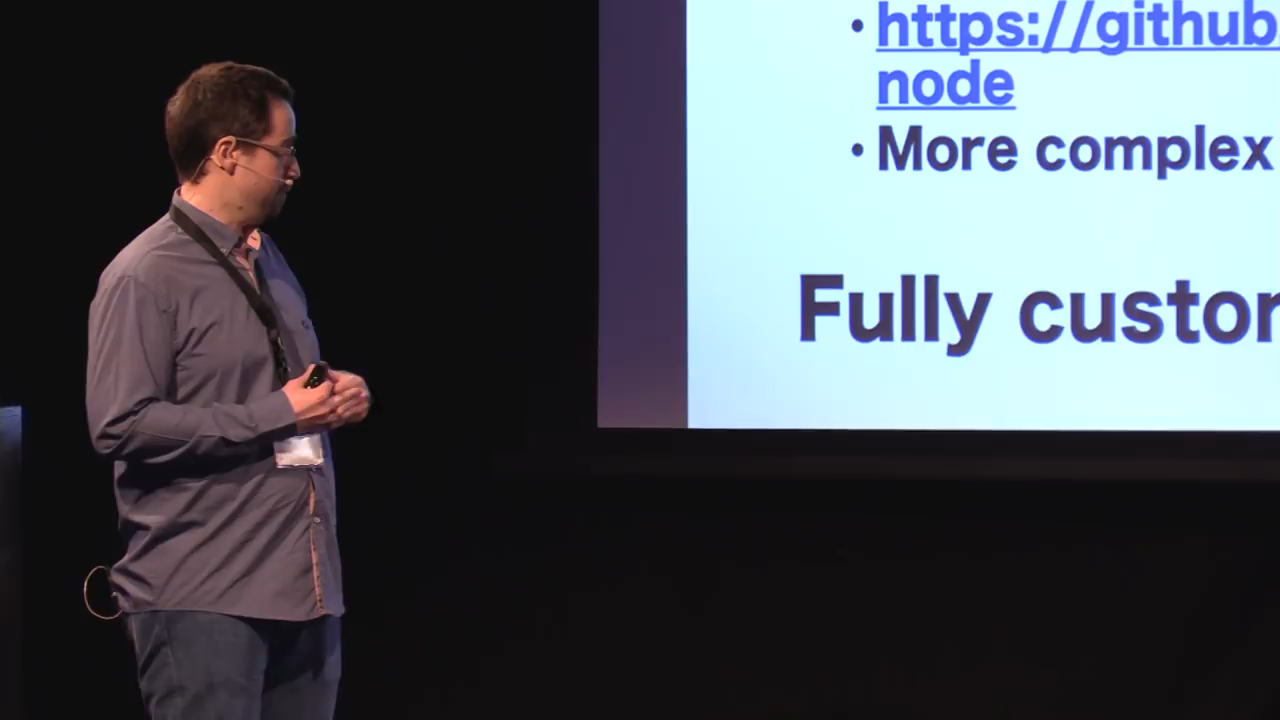 • https://github.
node
• More complex
Fully custor